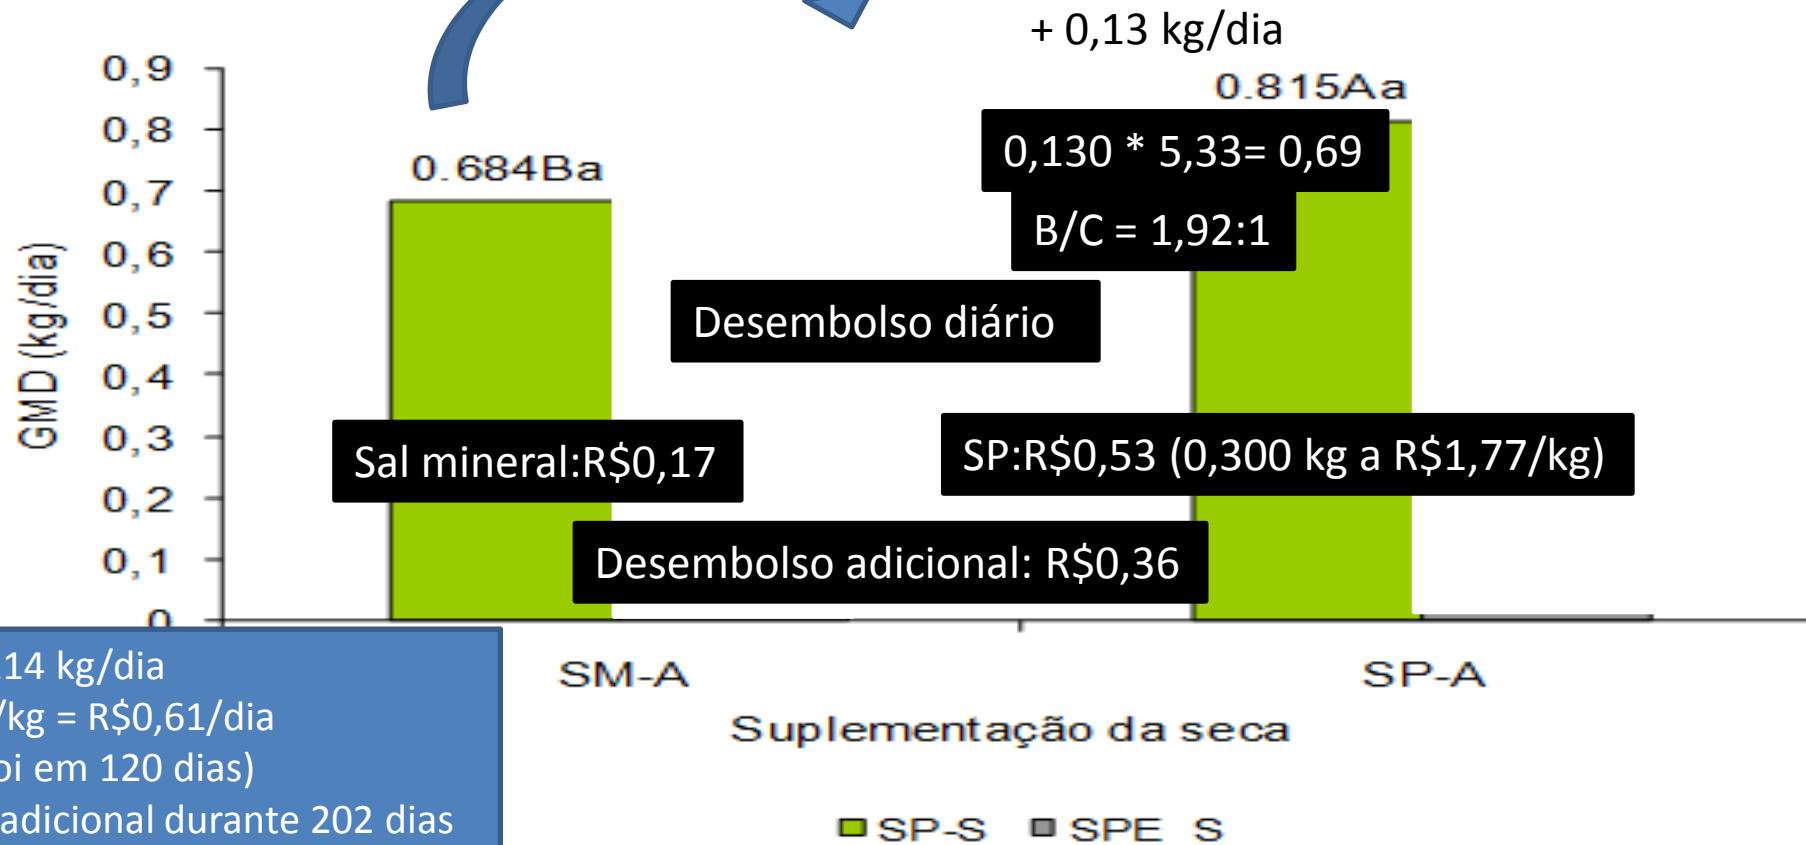 + 0,13 kg/dia
0,9
0.815Aa
0,8
0,130 * 5,33= 0,69
0.684Ba
0,7
B/C = 1,92:1
0,6
GMD (kg/dia)
0,5
Desembolso diário
0,4
0,3
Sal mineral:R$0,17
SP:R$0,53 (0,300 kg a R$1,77/kg)
0,2
0,1
Desembolso adicional: R$0,36
0
14 kg/dia
/kg = R$0,61/dia
oi em 120 dias)
adicional durante 202 dias
SM-A
SP-A
Suplementação da seca
SP-S
SPE S